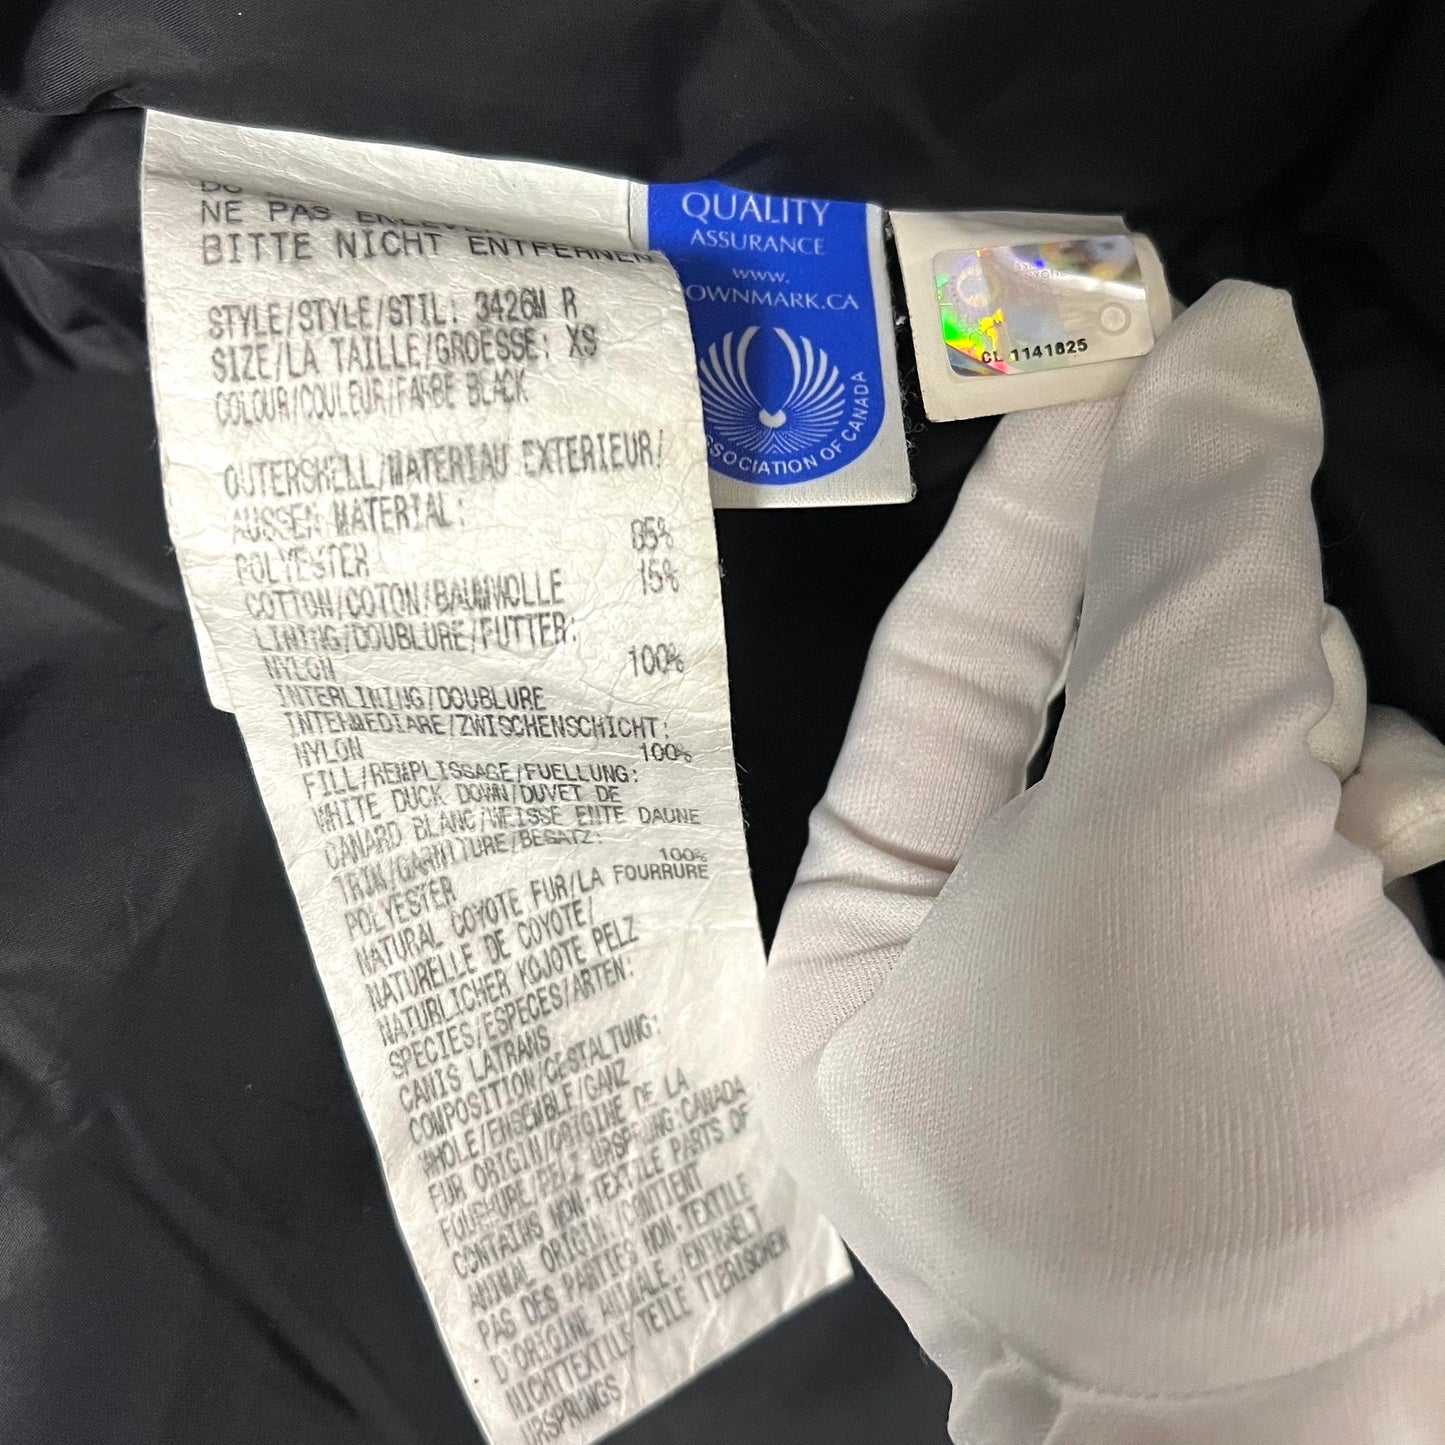 NE PAS ENLEVER
BITTE NICHT ENTFERNEN
STYLE/STYLE/STIL: 3426M R
SIZE/LA TAILLE/GROESSE: XS
COLOUR/COULEUR/FARBE BLACK
OUTERSHELL/MATERIAU EXTERIEUR/
AUSSEN MATERIAL:
POLYESTER 85%
COTTON/COTON/BAUMWOLLE 15%
LINING/DOUBLURE/FUTTER:
NYLON 100%
INTERLINING/DOUBLURE
INTERMEDIARE/ZWISCHENSCHICHT:
NYLON 100%
FILL/REMPLISSAGE/FUELLUNG:
WHITE DUCK DOWN/DUVET DE
CANARD BLANC/WEISSE ENTE DAUNE
TRIM/GARNITURE/BESATZ:
POLYESTER 100%
NATURAL COYOTE FUR/LA FOURRURE
NATURELLE DE COYOTE/
NATURLICHER KOJOTE PELZ
SPECIES/ESPECES/ARTEN:
CANIS LATRANS
COMPOSITION/GESTALTUNG:
WHOLE/ENSEMBLE/GANZ
FUR ORIGIN/ORIGINE DE LA
FOURRURE/PELZ URSPRUNG:CANADA
CONTAINS NON-TEXTILE PARTS OF
ANIMAL ORIGIN./CONTIENT
PAS DES PARTIES NON-TEXTILE
D'ORIGINE ANIMALE./ENTHAELT
NICHTTEXTILE TEILE TIERISCHEN
URSPRUNGS
QUALITY
ASSURANCE
www.
OWNMARK.CA
SSOCIATION OF CANADA
CL 1141825